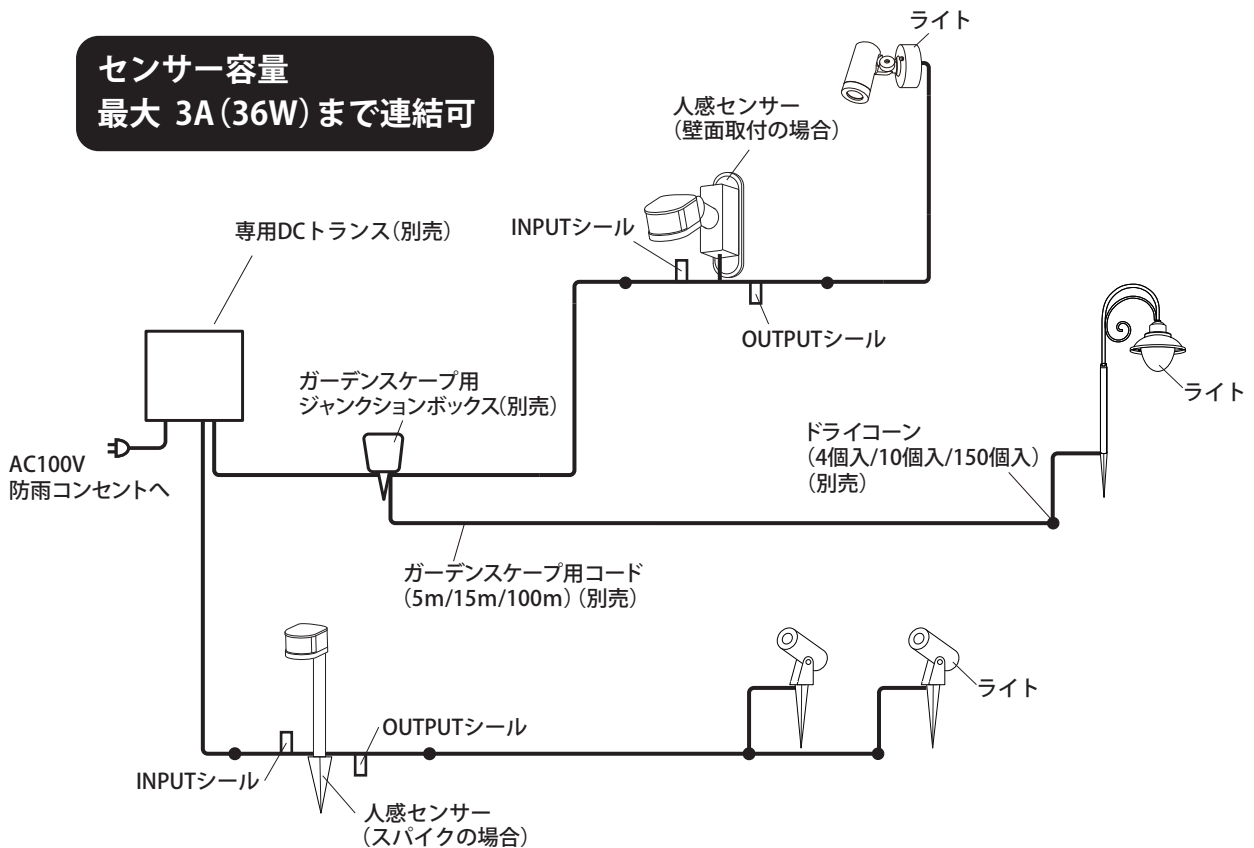 センサー容量
最大 3A(36W)まで連結可
ライト
人感センサー
(壁面取付の場合)
専用DCトランス(別売)
INPUTシール
OUTPUTシール
ガーデンスケープ用
ジャンクションボックス(別売)
ライト
ドライコーン
(4個入/10個入/150個入)
(別売)
AC100V
防雨コンセントへ
ガーデンスケープ用コード
(5m/15m/100m)(別売)
ライト
OUTPUTシール
INPUTシール
人感センサー
(スパイクの場合)